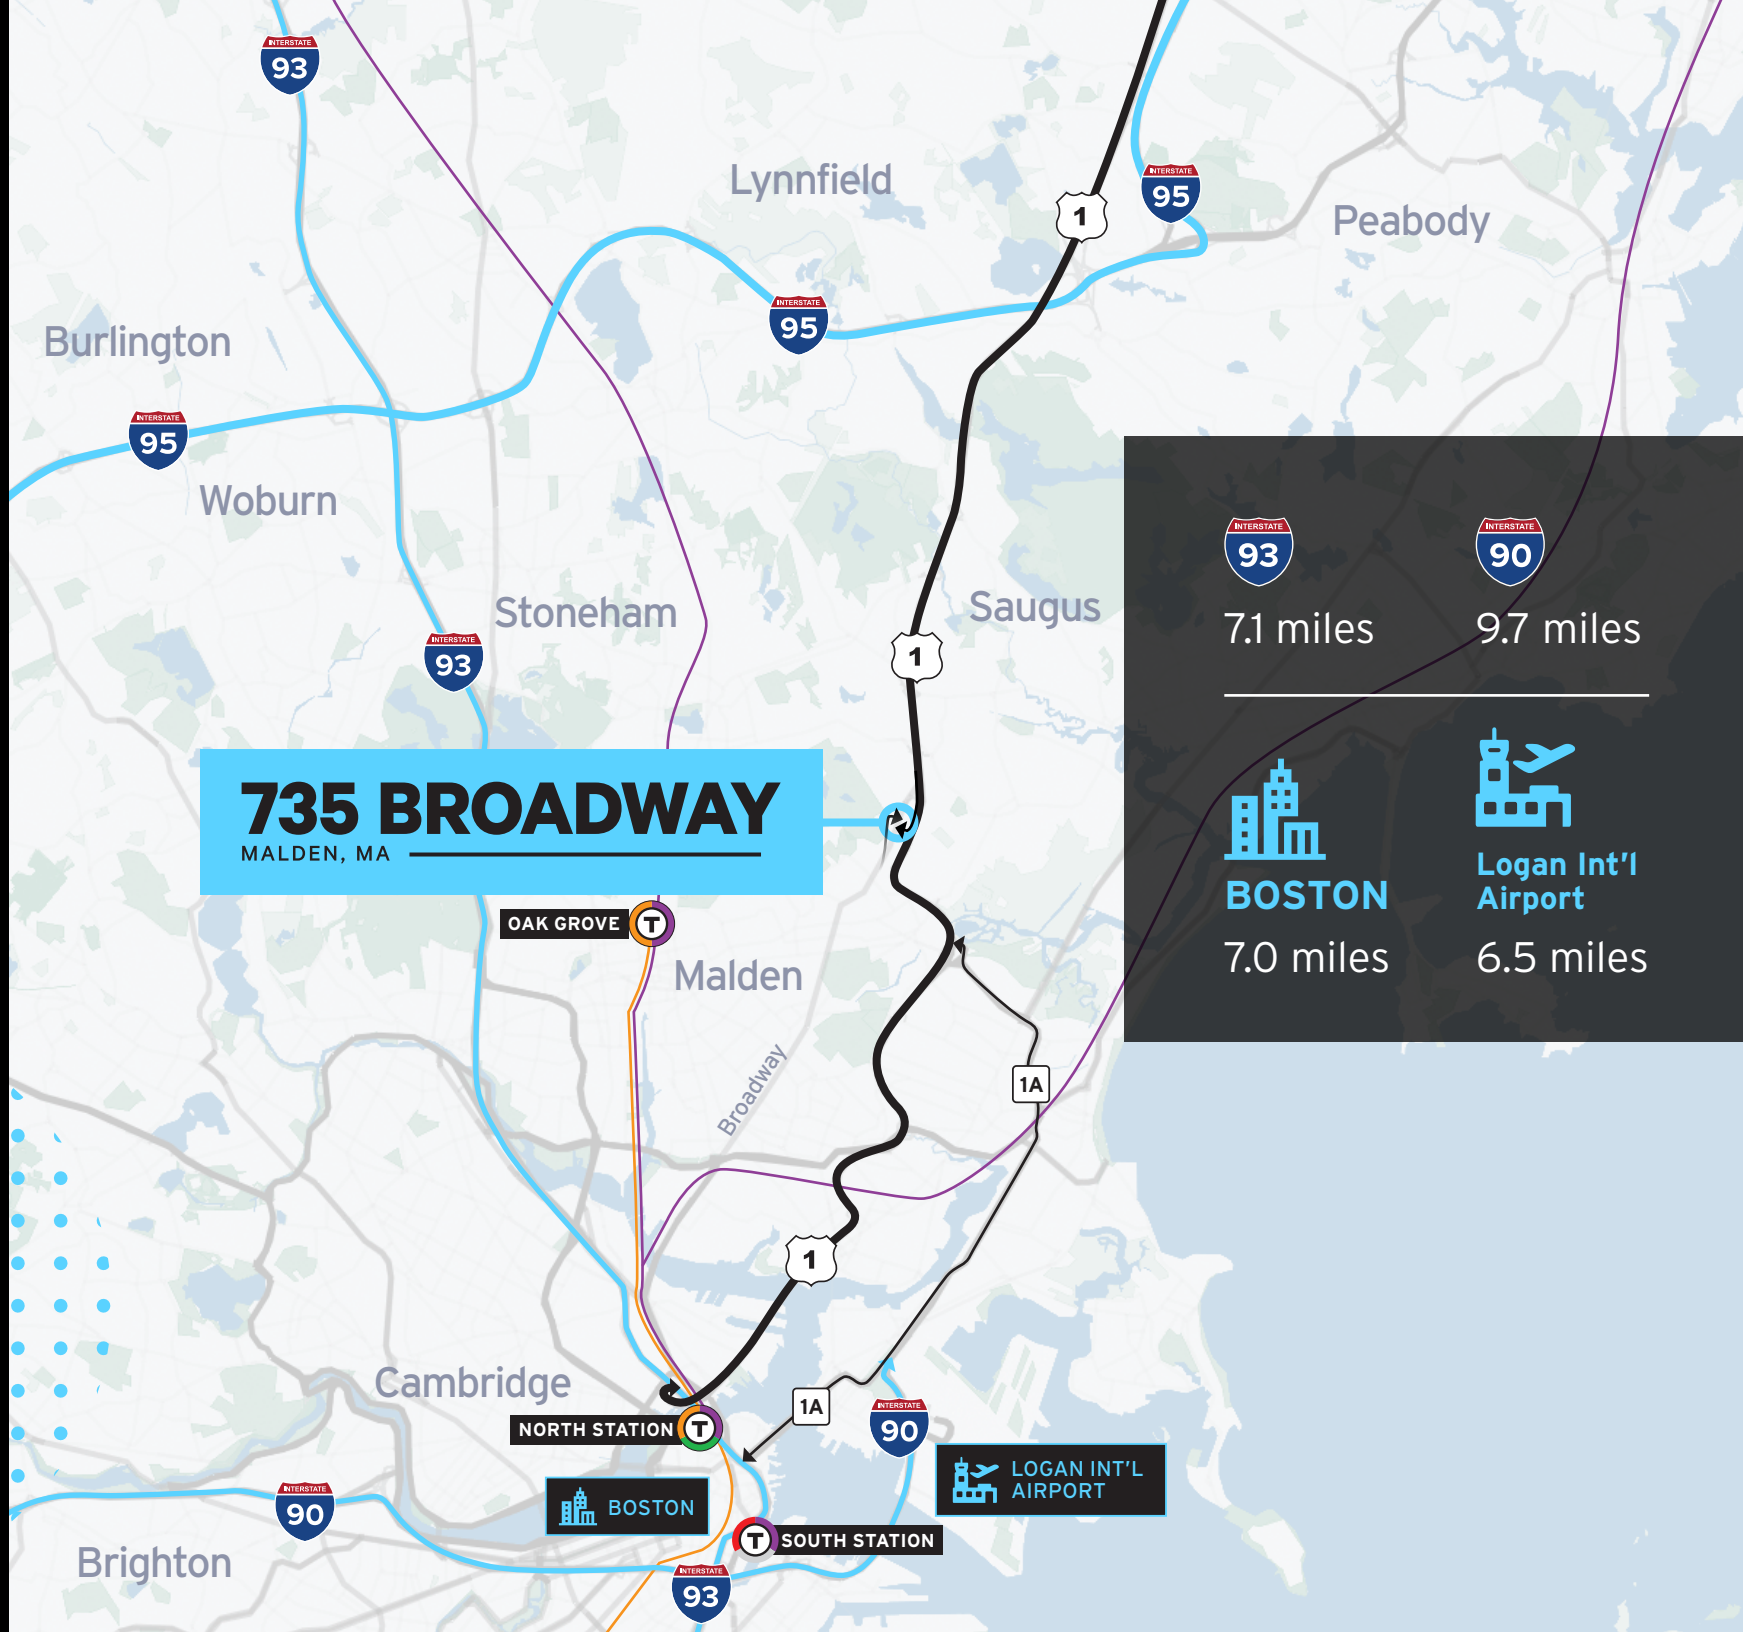 INTERSTATE
93
Lynnfield
INTERSTATE
95
1
Peabody
INTERSTATE
95
Burlington
INTERSTATE
95
Woburn
Stoneham
Saugus
INTERSTATE
93
1
INTERSTATE
93
7.1 miles
INTERSTATE
90
9.7 miles
BOSTON
7.0 miles
Logan Int'l
Airport
6.5 miles
735 BROADWAY
MALDEN, MA
OAK GROVE T
Malden
Broadway
1A
1
Cambridge
1A
NORTH STATION T
INTERSTATE
90
LOGAN INT'L
AIRPORT
INTERSTATE
90
BOSTON
T SOUTH STATION
Brighton
INTERSTATE
93